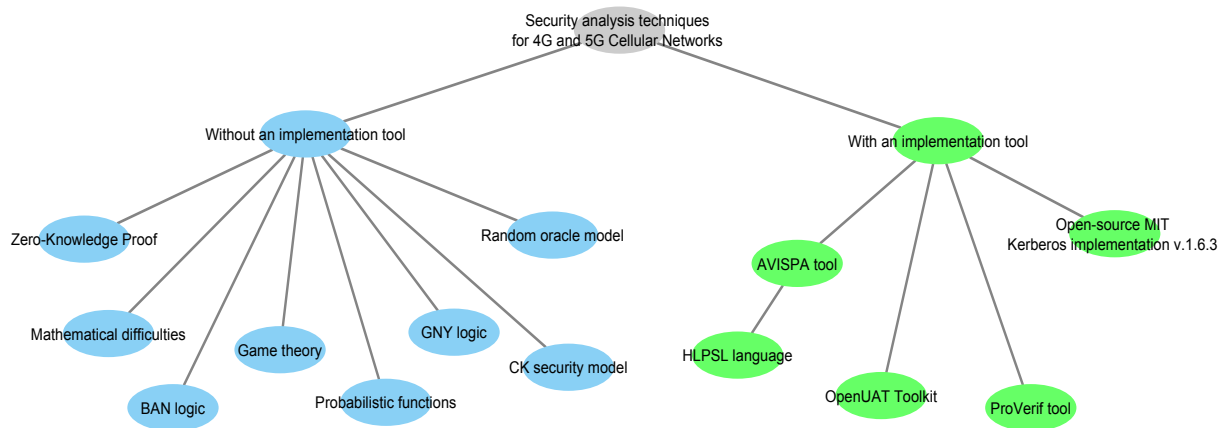 Security analysis techniques
for 4G and 5G Cellular Networks
Without an implementation tool
With an implementation tool
Zero-Knowledge Proof
Random oracle model
Open-source MIT
Kerberos implementation v.1.6.3
AVISPA tool
Mathematical difficulties
Game theory
GNY logic
CK security model
HLPSL language
BAN logic
Probabilistic functions
OpenUAT Toolkit
ProVerif tool